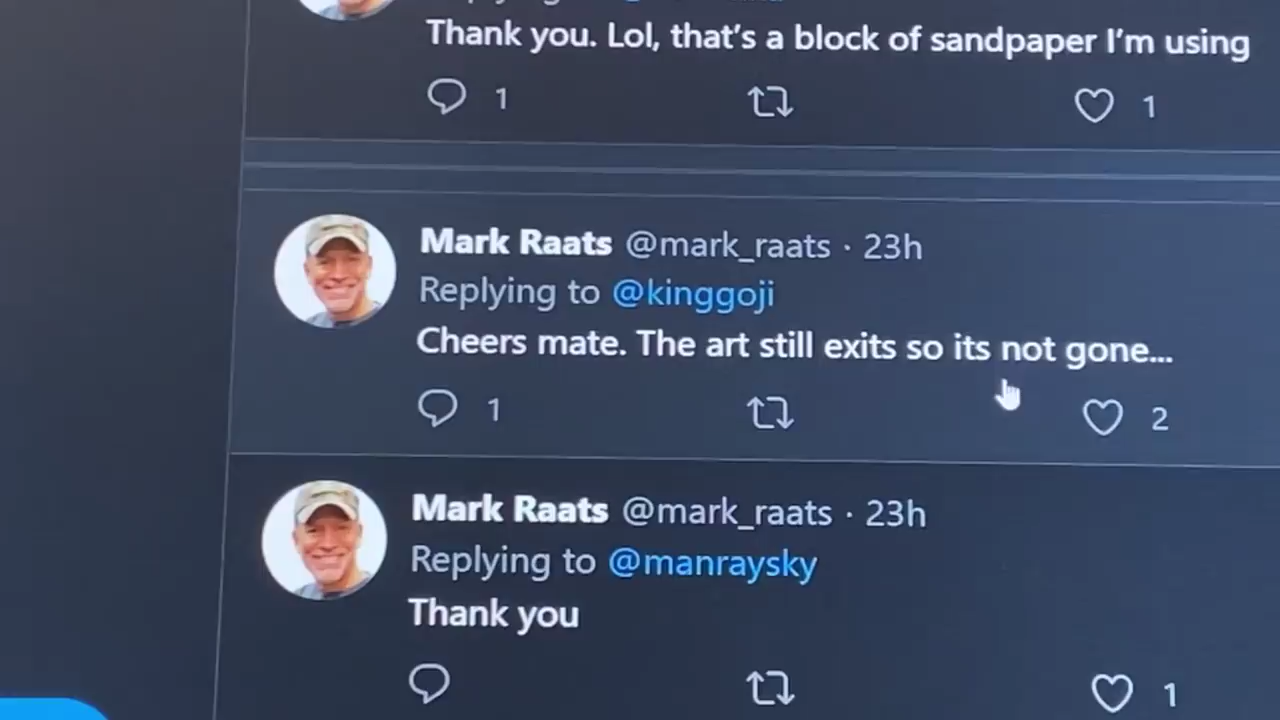 Thank you. Lol, that's a block of sandpaper I'm using
1
1
Mark Raats @mark_raats · 23h
Replying to @kinggoji
Cheers mate. The art still exits so its not gone...
1
2
Mark Raats @mark_raats · 23h
Replying to @manraysky
Thank you
1